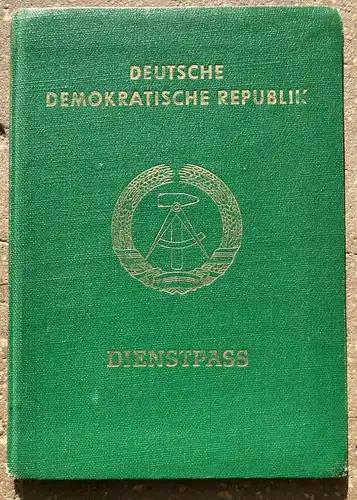 DEUTSCHE
DEMOKRATISCHE REPUBLIK
DIENSTPASS